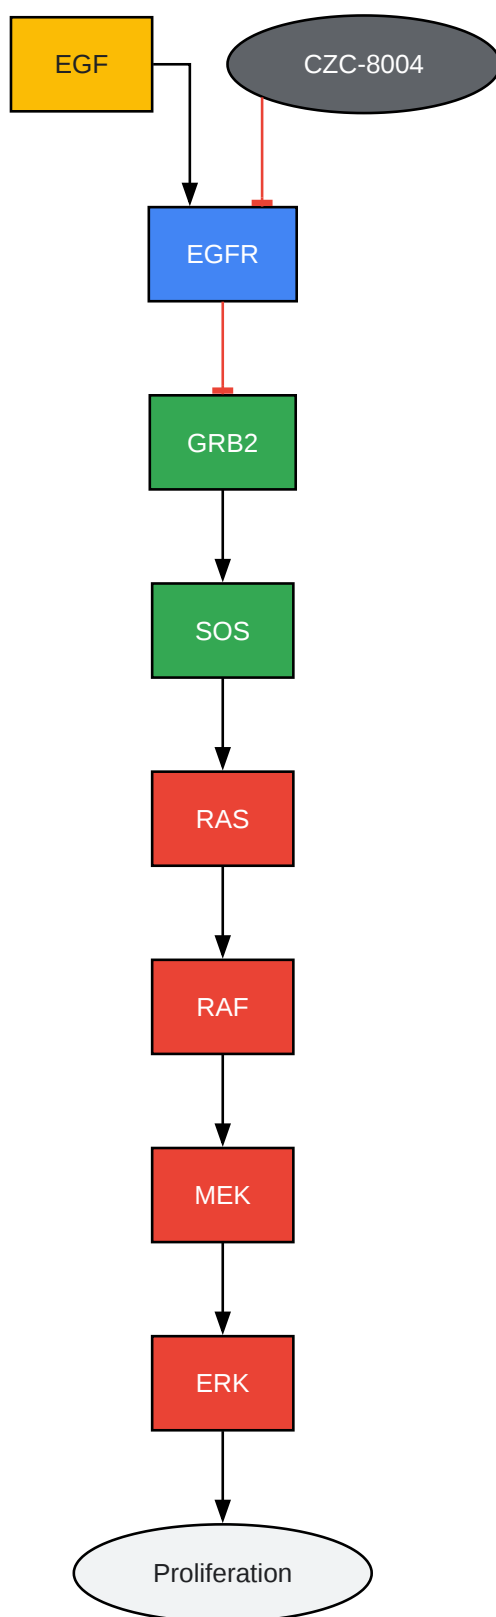 EGF
CZC-8004
EGFR
GRB2
SOS
RAS
RAF
MEK
ERK
Proliferation